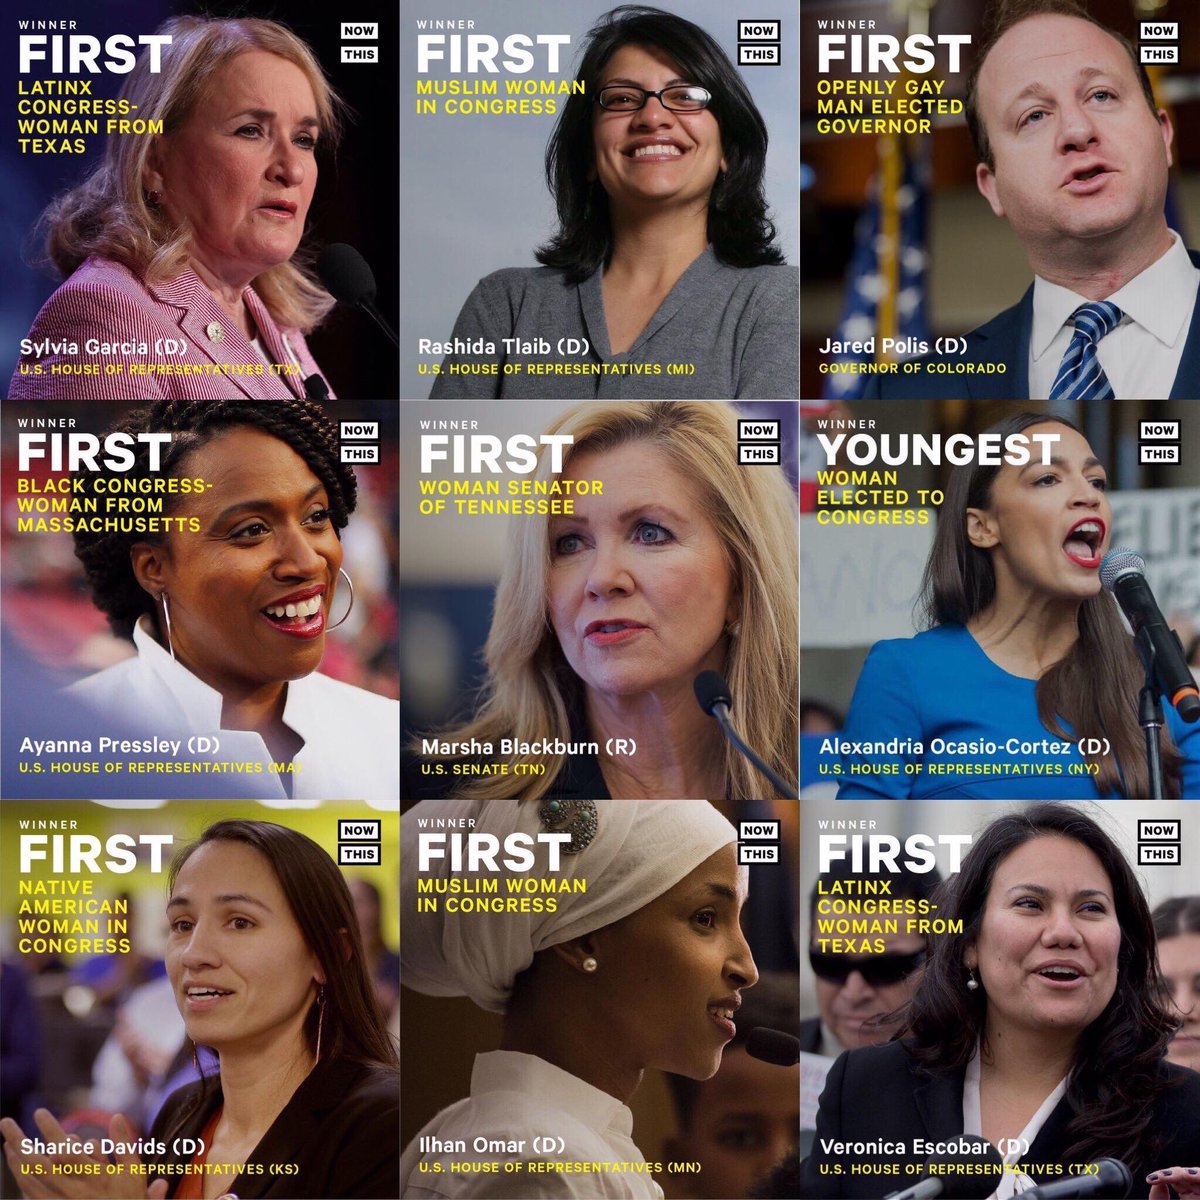 WINNER
FIRST
LATINX
CONGRESS-
WOMAN FROM
TEXAS
NOW
THIS
Sylvia Garcia (D)
U.S. HOUSE OF REPRESENTATIVES (TX)
WINNER
FIRST
MUSLIM WOMAN
IN CONGRESS
NOW
THIS
Rashida Tlaib (D)
U.S. HOUSE OF REPRESENTATIVES (MI)
WINNER
FIRST
OPENLY GAY
MAN ELECTED
GOVERNOR
NOW
THIS
Jared Polis (D)
GOVERNOR OF COLORADO
WINNER
FIRST
BLACK CONGRESS-
WOMAN FROM
MASSACHUSETTS
NOW
THIS
Ayanna Pressley (D)
U.S. HOUSE OF REPRESENTATIVES (MA)
WINNER
FIRST
WOMAN SENATOR
OF TENNESSEE
NOW
THIS
Marsha Blackburn (R)
U.S. SENATE (TN)
WINNER
YOUNGEST
WOMAN
ELECTED TO
CONGRESS
NOW
THIS
Alexandria Ocasio-Cortez (D)
U.S. HOUSE OF REPRESENTATIVES (NY)
WINNER
FIRST
NATIVE
AMERICAN
WOMAN IN
CONGRESS
NOW
THIS
Sharice Davids (D)
U.S. HOUSE OF REPRESENTATIVES (KS)
WINNER
FIRST
MUSLIM WOMAN
IN CONGRESS
NOW
THIS
Ilhan Omar (D)
U.S. HOUSE OF REPRESENTATIVES (MN)
WINNER
FIRST
LATINX
CONGRESS-
WOMAN FROM
TEXAS
NOW
THIS
Veronica Escobar (D)
U.S. HOUSE OF REPRESENTATIVES (TX)